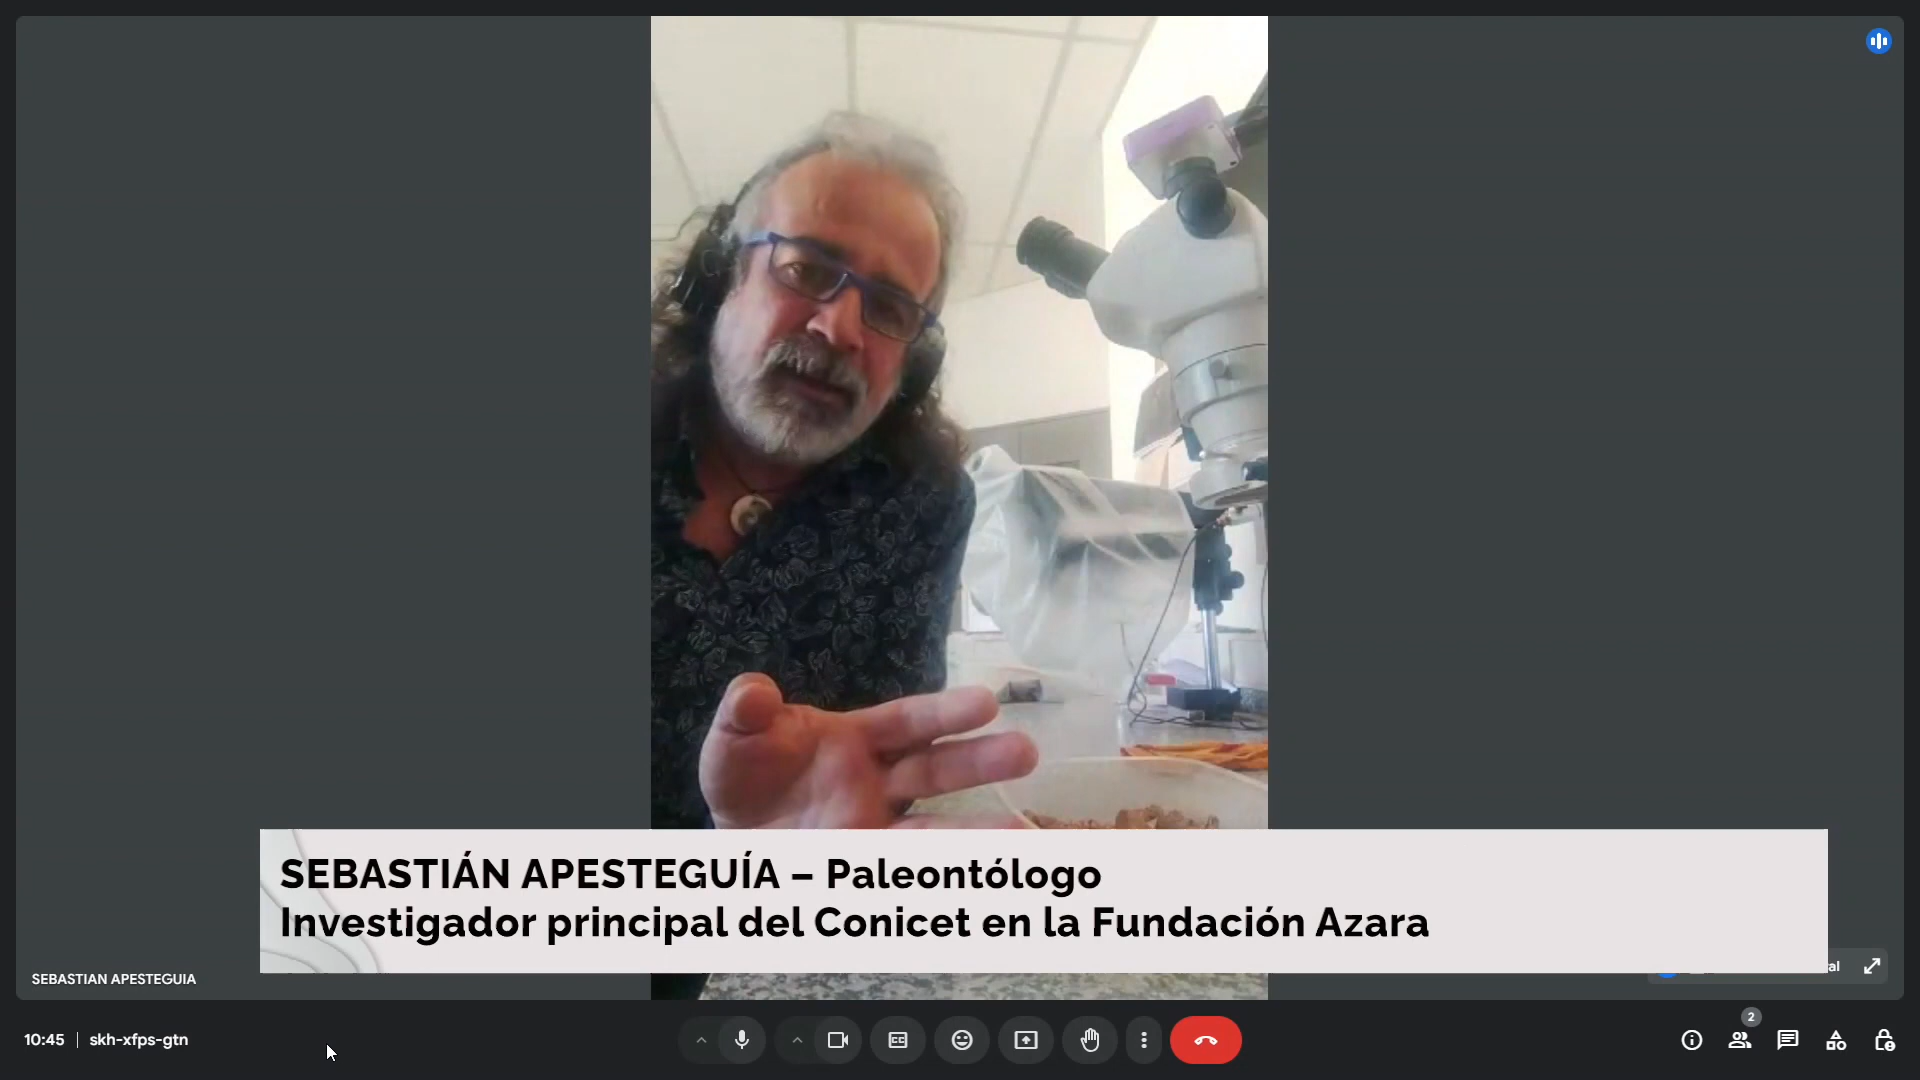 SEBASTIÁN APESTEGUÍA – Paleontólogo
Investigador principal del Conicet en la Fundación Azara
SEBASTIAN APESTEGUIA
10:45 | skh-xfps-gtn
2